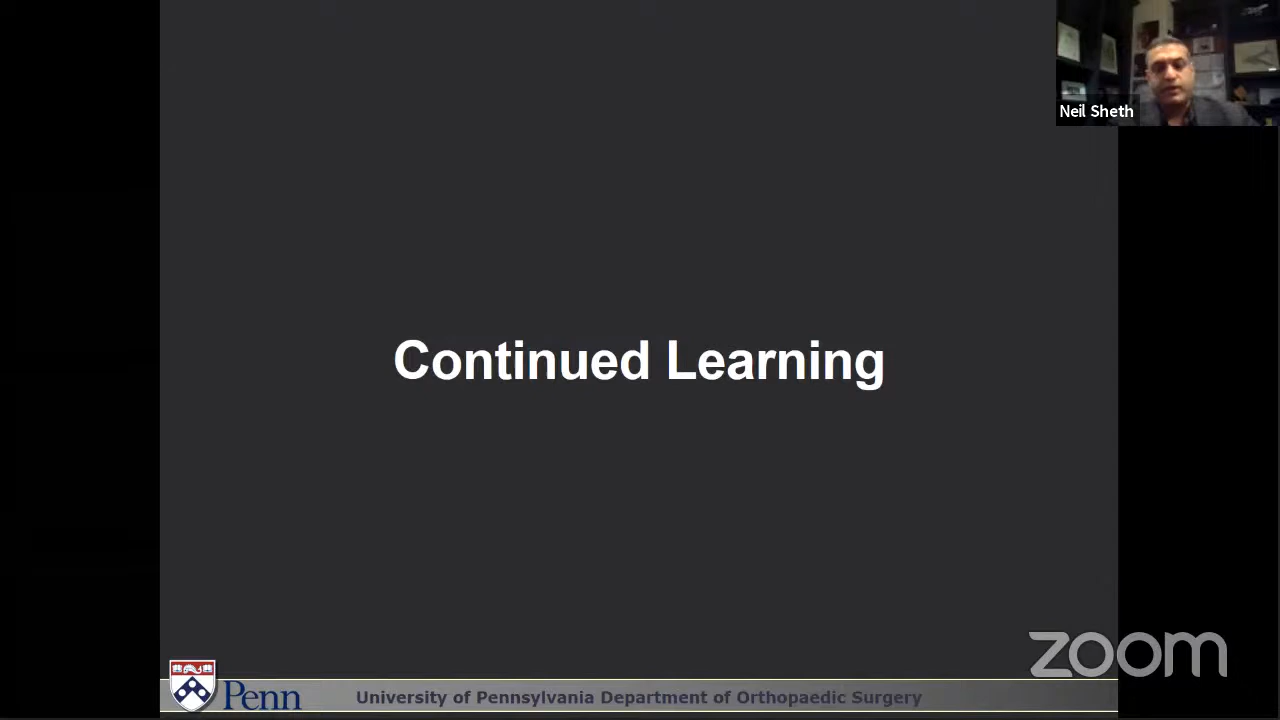 Neil Sheth
Continued Learning
zoom
Penn
University of Pennsylvania Department of Orthopaedic Surgery